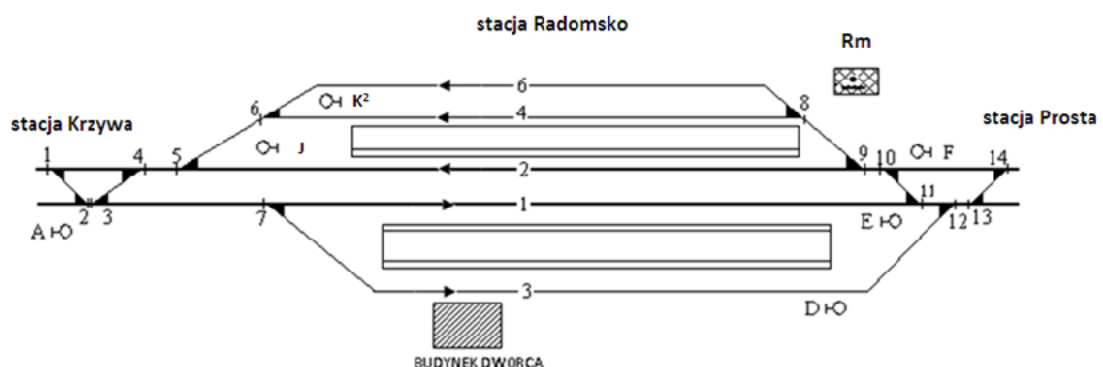 stacja Radomsko
Rm
6
K²
6
4
8
stacja Krzywa
stacja Prosta
J
1
4
5
2
9
10
F
14
2
3
7
1
11
A
E
12
13
3
D
BUDYNEK DWORCA